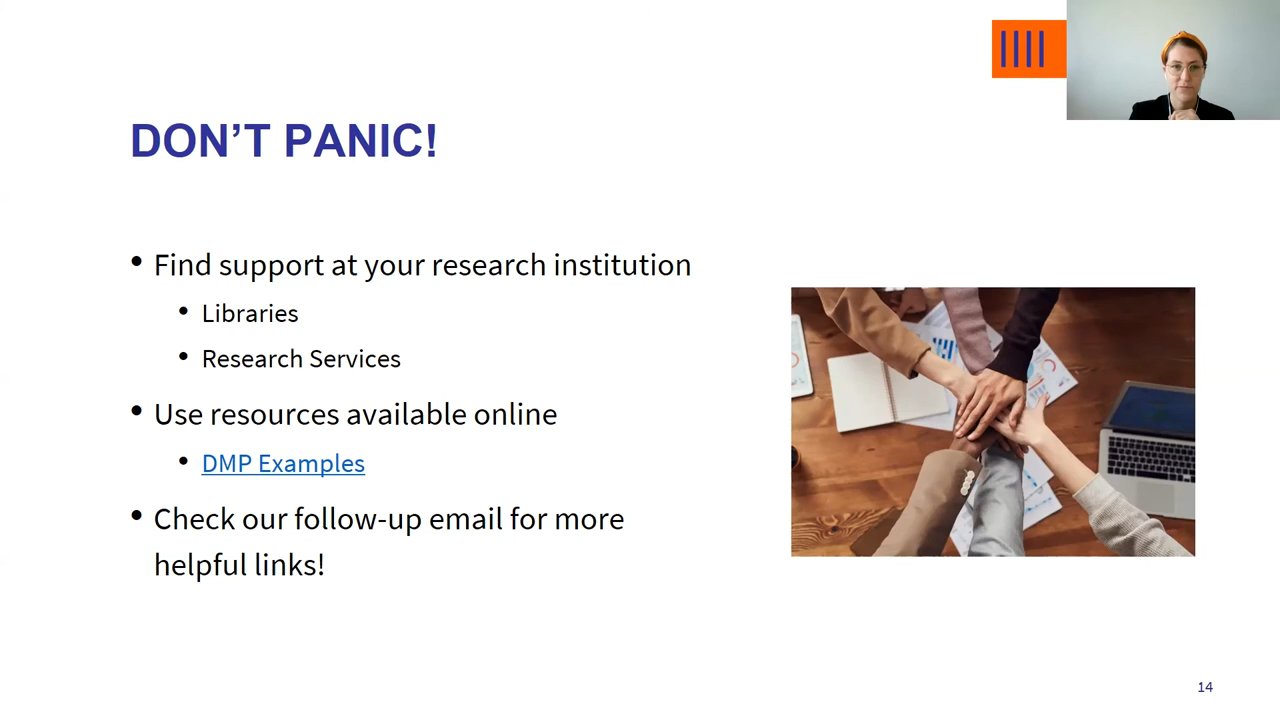 DON’T PANIC!
• Find support at your research institution
• Libraries
• Research Services
• Use resources available online
• DMP Examples
• Check our follow-up email for more
helpful links!
14